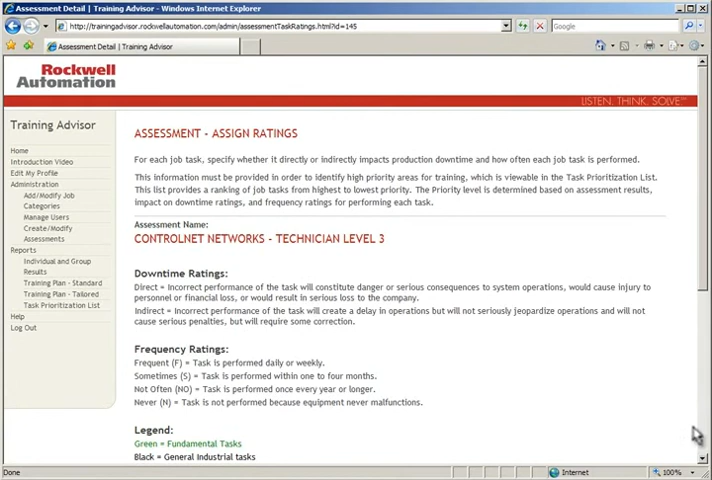 Assessment Detail | Training Advisor - Windows Internet Explorer
http://trainingadvisor.rockwellautomation.com/admin/assessmentTaskRatings.html?id=145
Google
Assessment Detail | Training Advisor
Rockwell
Automation
LISTEN. THINK. SOLVE.℠
Training Advisor
Home
Introduction Video
Edit My Profile
Administration
Add/Modify Job
Categories
Manage Users
Create/Modify
Assessments
Reports
Individual and Group
Results
Training Plan - Standard
Training Plan - Tailored
Task Prioritization List
Help
Log Out
ASSESSMENT - ASSIGN RATINGS
For each job task, specify whether it directly or indirectly impacts production downtime and how often each job task is performed.
This information must be provided in order to identify high priority areas for training, which is viewable in the Task Prioritization List.
This list provides a ranking of job tasks from highest to lowest priority. The Priority level is determined based on assessment results,
impact on downtime ratings, and frequency ratings for performing each task.
Assessment Name:
CONTROLNET NETWORKS - TECHNICIAN LEVEL 3
Downtime Ratings:
Direct = Incorrect performance of the task will constitute danger or serious consequences to system operations, would cause injury to
personnel or financial loss, or would result in serious loss to the company.
Indirect = Incorrect performance of the task will create a delay in operations but will not seriously jeopardize operations and will not
cause serious penalties, but will require some correction.
Frequency Ratings:
Frequent (F) = Task is performed daily or weekly.
Sometimes (S) = Task is performed within one to four months.
Not Often (NO) = Task is performed once every year or longer.
Never (N) = Task is not performed because equipment never malfunctions.
Legend:
Green = Fundamental Tasks
Black = General Industrial tasks
Done
Internet
100%